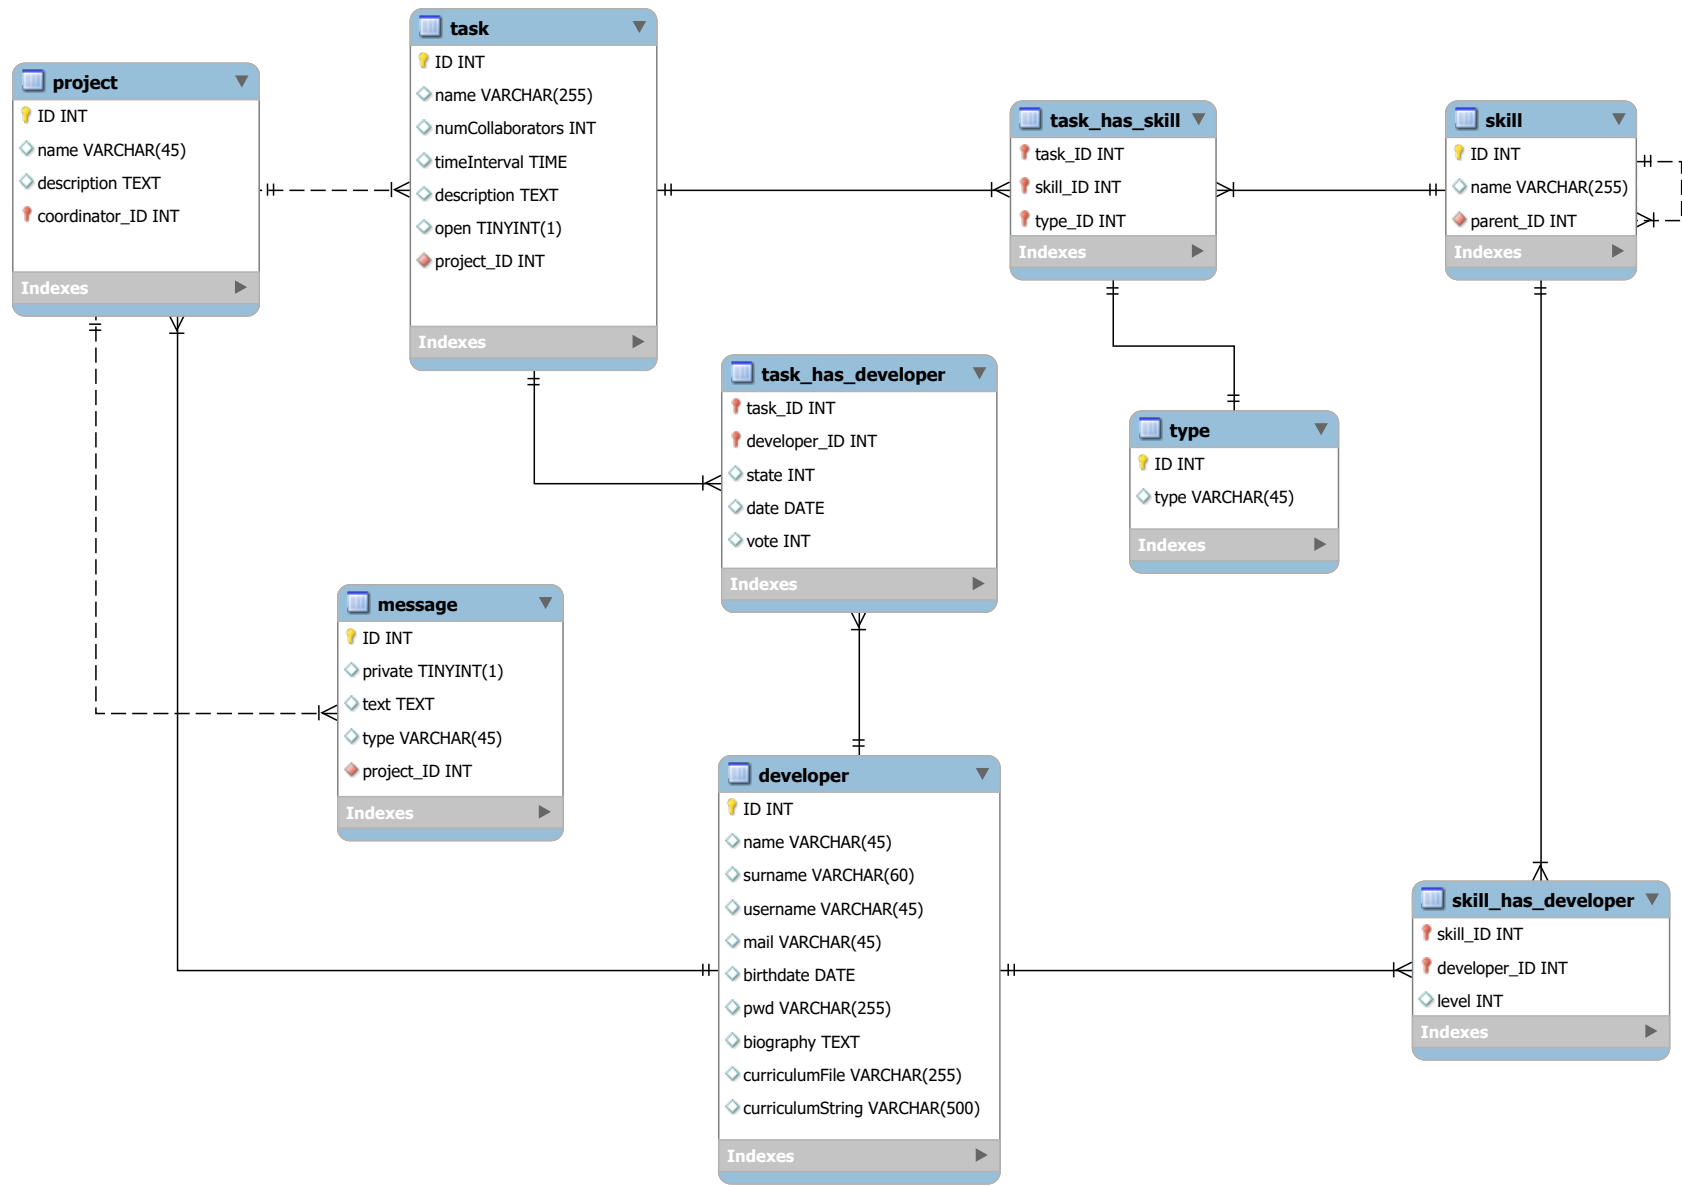 project
ID INT
name VARCHAR(45)
description TEXT
coordinator_ID INT
Indexes
task
ID INT
name VARCHAR(255)
numCollaborators INT
timeInterval TIME
description TEXT
open TINYINT(1)
project_ID INT
Indexes
task_has_skill
task_ID INT
skill_ID INT
type_ID INT
Indexes
skill
ID INT
name VARCHAR(255)
parent_ID INT
Indexes
task_has_developer
task_ID INT
developer_ID INT
state INT
date DATE
vote INT
Indexes
type
ID INT
type VARCHAR(45)
Indexes
message
ID INT
private TINYINT(1)
text TEXT
type VARCHAR(45)
project_ID INT
Indexes
developer
ID INT
name VARCHAR(45)
surname VARCHAR(60)
username VARCHAR(45)
mail VARCHAR(45)
birthdate DATE
pwd VARCHAR(255)
biography TEXT
curriculumFile VARCHAR(255)
curriculumString VARCHAR(500)
Indexes
skill_has_developer
skill_ID INT
developer_ID INT
level INT
Indexes